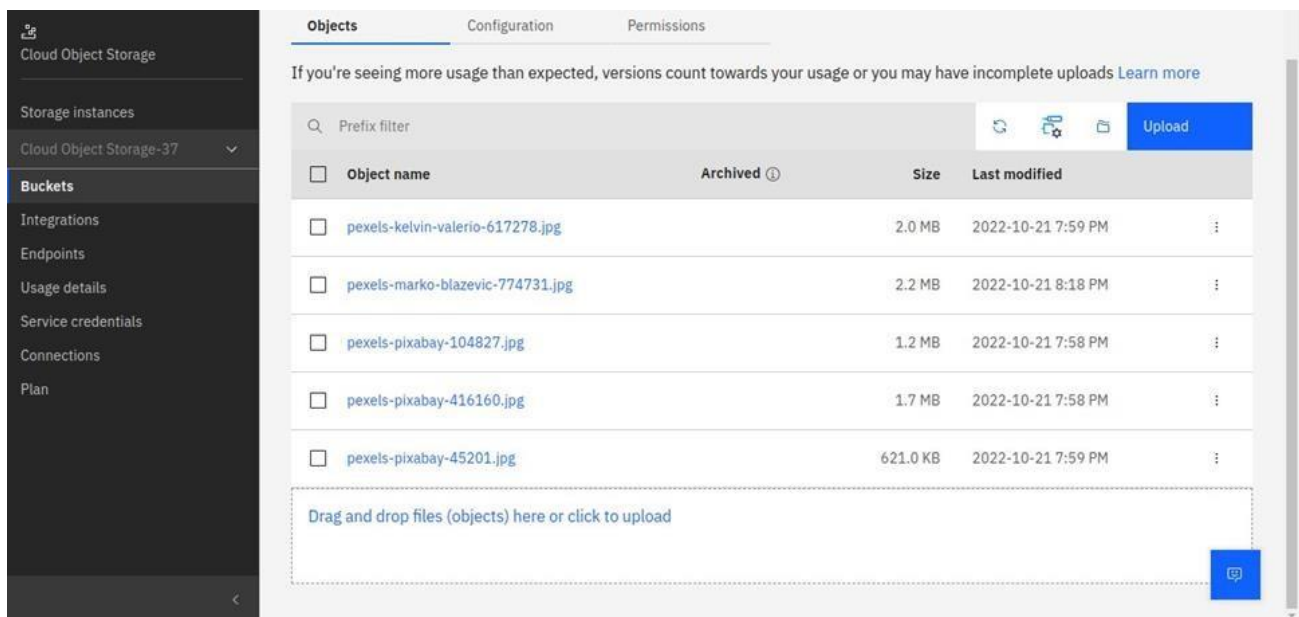 Cloud Object Storage
Storage instances
Cloud Object Storage-37
Buckets
Integrations
Endpoints
Usage details
Service credentials
Connections
Plan
Objects Configuration Permissions
If you're seeing more usage than expected, versions count towards your usage or you may have incomplete uploads Learn more
Prefix filter Upload
Object name Archived Size Last modified
pexels-kelvin-valerio-617278.jpg 2.0 MB 2022-10-21 7:59 PM
pexels-marko-blazevic-774731.jpg 2.2 MB 2022-10-21 8:18 PM
pexels-pixabay-104827.jpg 1.2 MB 2022-10-21 7:58 PM
pexels-pixabay-416160.jpg 1.7 MB 2022-10-21 7:58 PM
pexels-pixabay-45201.jpg 621.0 KB 2022-10-21 7:59 PM
Drag and drop files (objects) here or click to upload